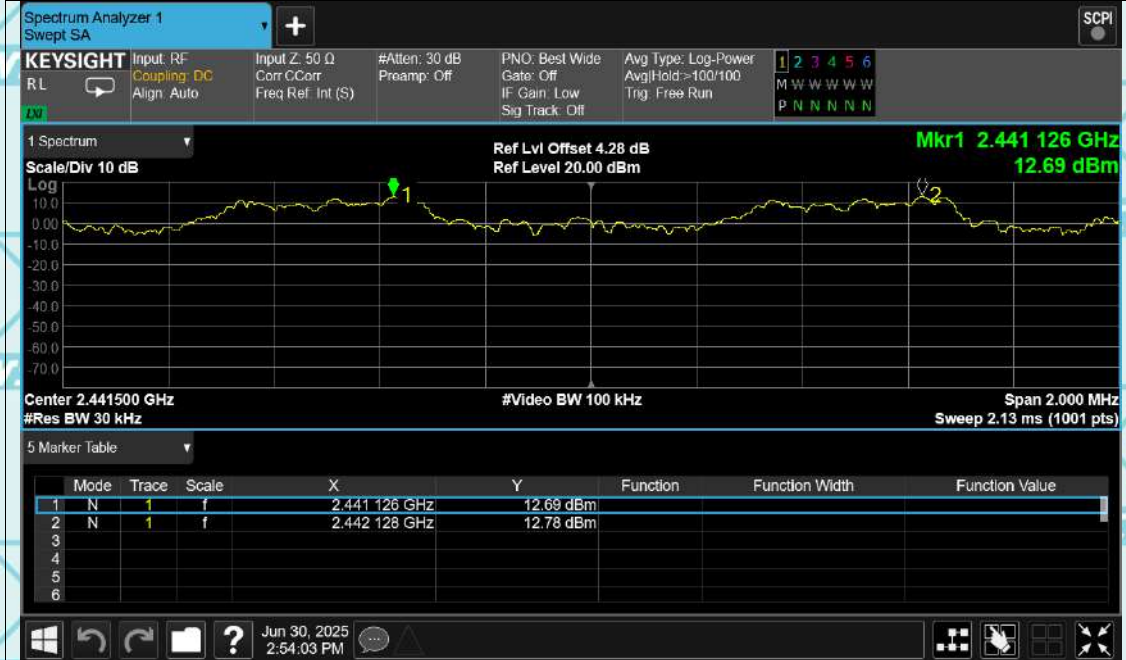 Spectrum Analyzer 1
Swept SA
+
SCPI
KEYSIGHT Input: RF Input Z: 50 Ω #Atten: 30 dB PNO: Best Wide Avg Type: Log-Power 1 2 3 4 5 6
RL Coupling: DC Corr CCorr Preamp: Off Gate: Off Avg|Hold:>100/100 M W W W W W
Align: Auto Freq Ref: Int (S) IF Gain: Low Trig: Free Run P N N N N N
LXI Sig Track: Off
1 Spectrum Ref Lvl Offset 4.28 dB Mkr1 2.441 126 GHz
Scale/Div 10 dB Ref Level 20.00 dBm 12.69 dBm
Log
10.0
0.00
-10.0
-20.0
-30.0
-40.0
-50.0
-60.0
-70.0
1
2
Center 2.441500 GHz #Video BW 100 kHz Span 2.000 MHz
#Res BW 30 kHz Sweep 2.13 ms (1001 pts)
5 Marker Table
Mode Trace Scale X Y Function Function Width Function Value
1 N 1 f 2.441 126 GHz 12.69 dBm
2 N 1 f 2.442 128 GHz 12.78 dBm
3
4
5
6
? Jun 30, 2025
2:54:03 PM